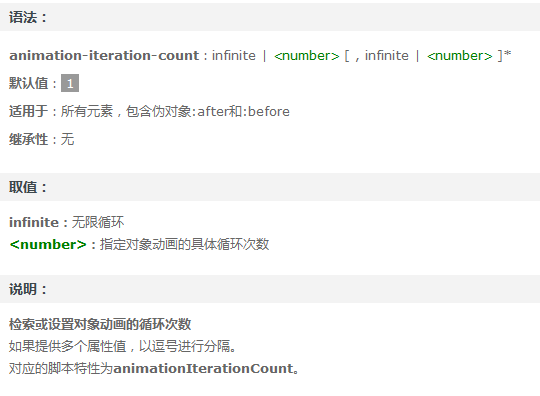 语法：
animation-iteration-count：infinite | <number> [ , infinite | <number> ]*
默认值：1
适用于：所有元素，包含伪对象:after和:before
继承性：无
取值：
infinite：无限循环
<number>：指定对象动画的具体循环次数
说明：
检索或设置对象动画的循环次数
如果提供多个属性值，以逗号进行分隔。
对应的脚本特性为animationIterationCount。